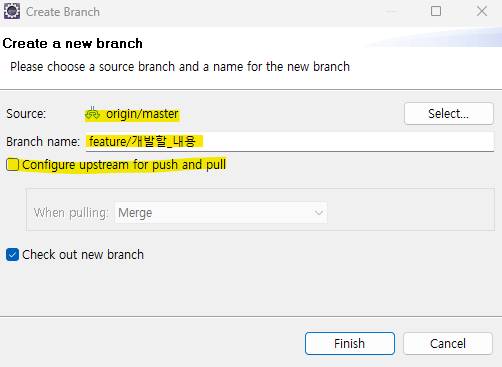 Create Branch
Create a new branch
Please choose a source branch and a name for the new branch
Source: origin/master Select...
Branch name: feature/개발할_내용
Configure upstream for push and pull
When pulling: Merge
Check out new branch
Finish Cancel